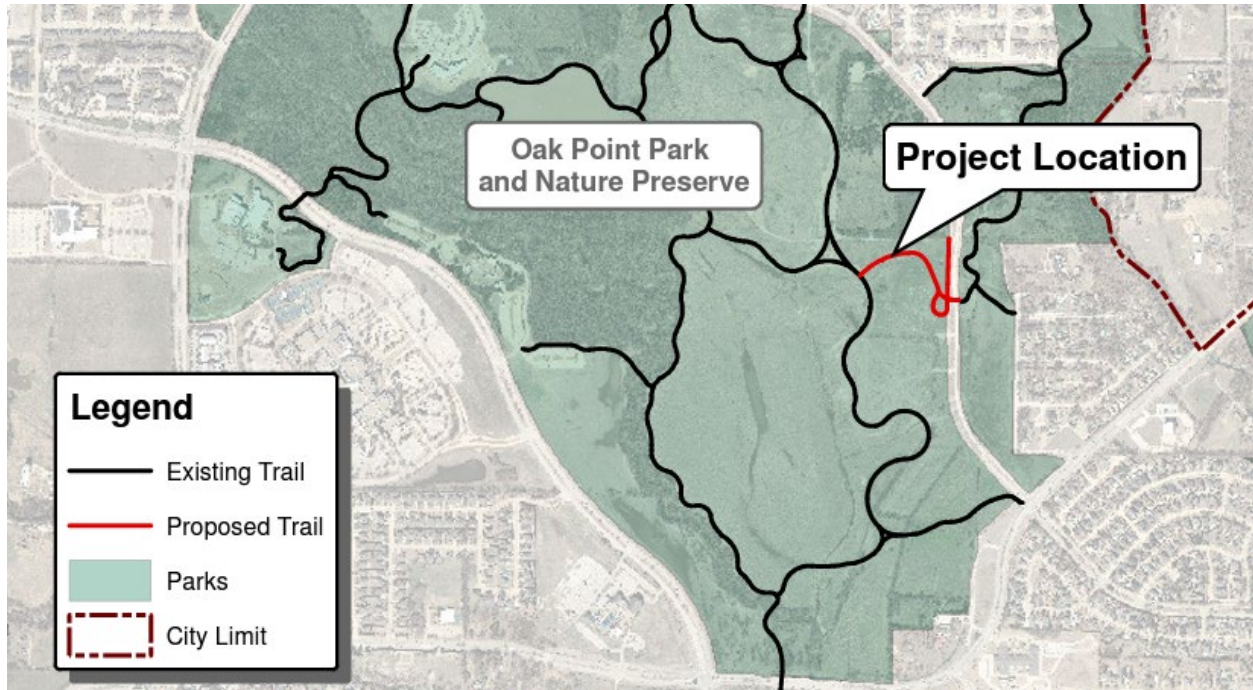 Oak Point Park
and Nature Preserve
Project Location
Legend
Existing Trail
Proposed Trail
Parks
City Limit